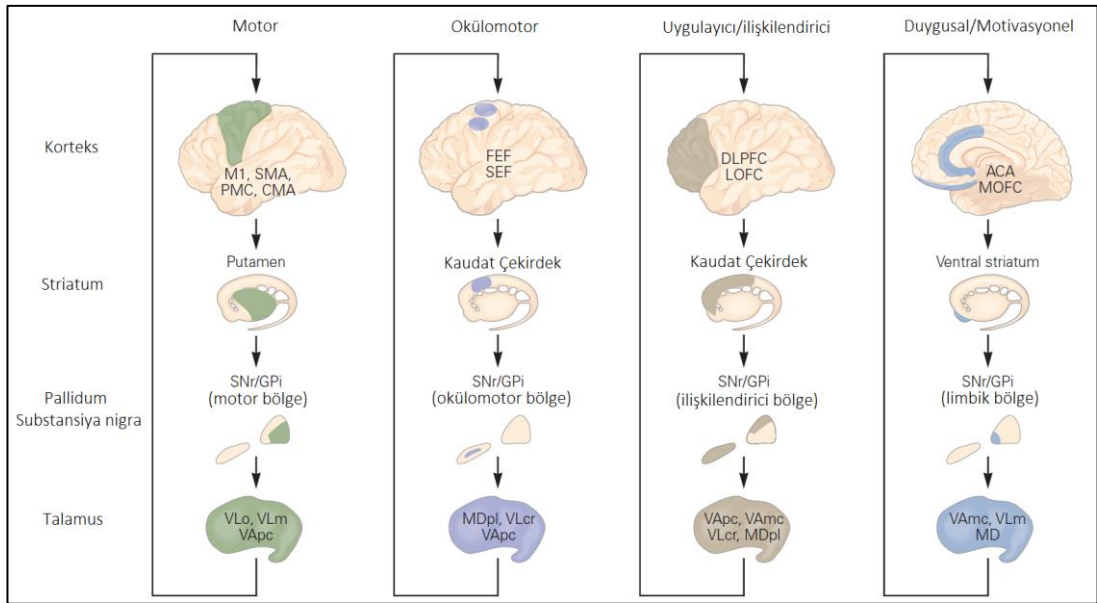 Motor
Okülomotor
Uygulayıcı/ilişkilendirici
Duygusal/Motivasyonel
Korteks
M1, SMA,
PMC, CMA
FEF
SEF
DLPFC
LOFC
ACA
MOFC
Striatum
Putamen
Kaudat Çekirdek
Kaudat Çekirdek
Ventral striatum
Pallidum
Substansiya nigra
SNr/GPi
(motor bölge)
SNr/GPi
(okülomotor bölge)
SNr/GPi
(ilişkilendirici bölge)
SNr/GPi
(limbik bölge)
Talamus
VLo, VLm
VApc
MDpl, VLcr
VApc
VApc, VAmc
VLcr, MDpl
VAmc, VLm
MD